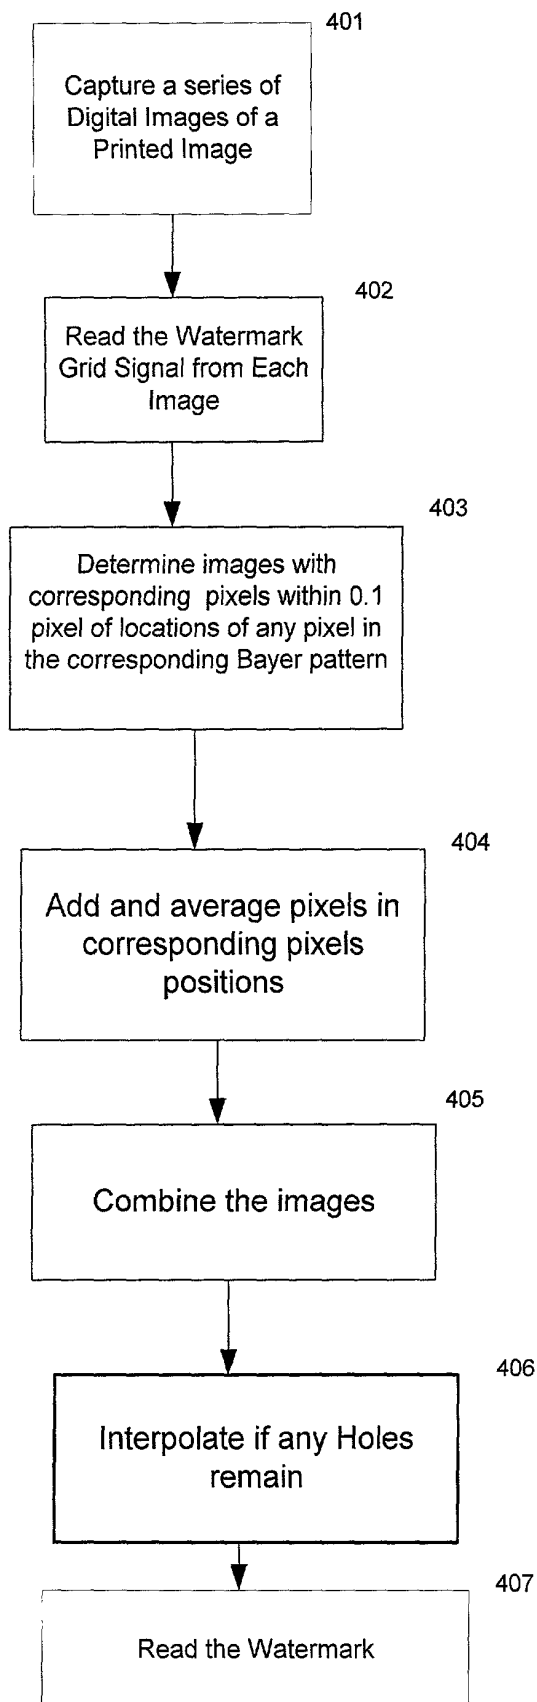 401
Capture a series of
Digital Images of a
Printed Image
402
Read the Watermark
Grid Signal from Each
Image
403
Determine images with
corresponding pixels within 0.1
pixel of locations of any pixel in
the corresponding Bayer pattern
404
Add and average pixels in
corresponding pixels
positions
405
Combine the images
406
Interpolate if any Holes
remain
407
Read the Watermark